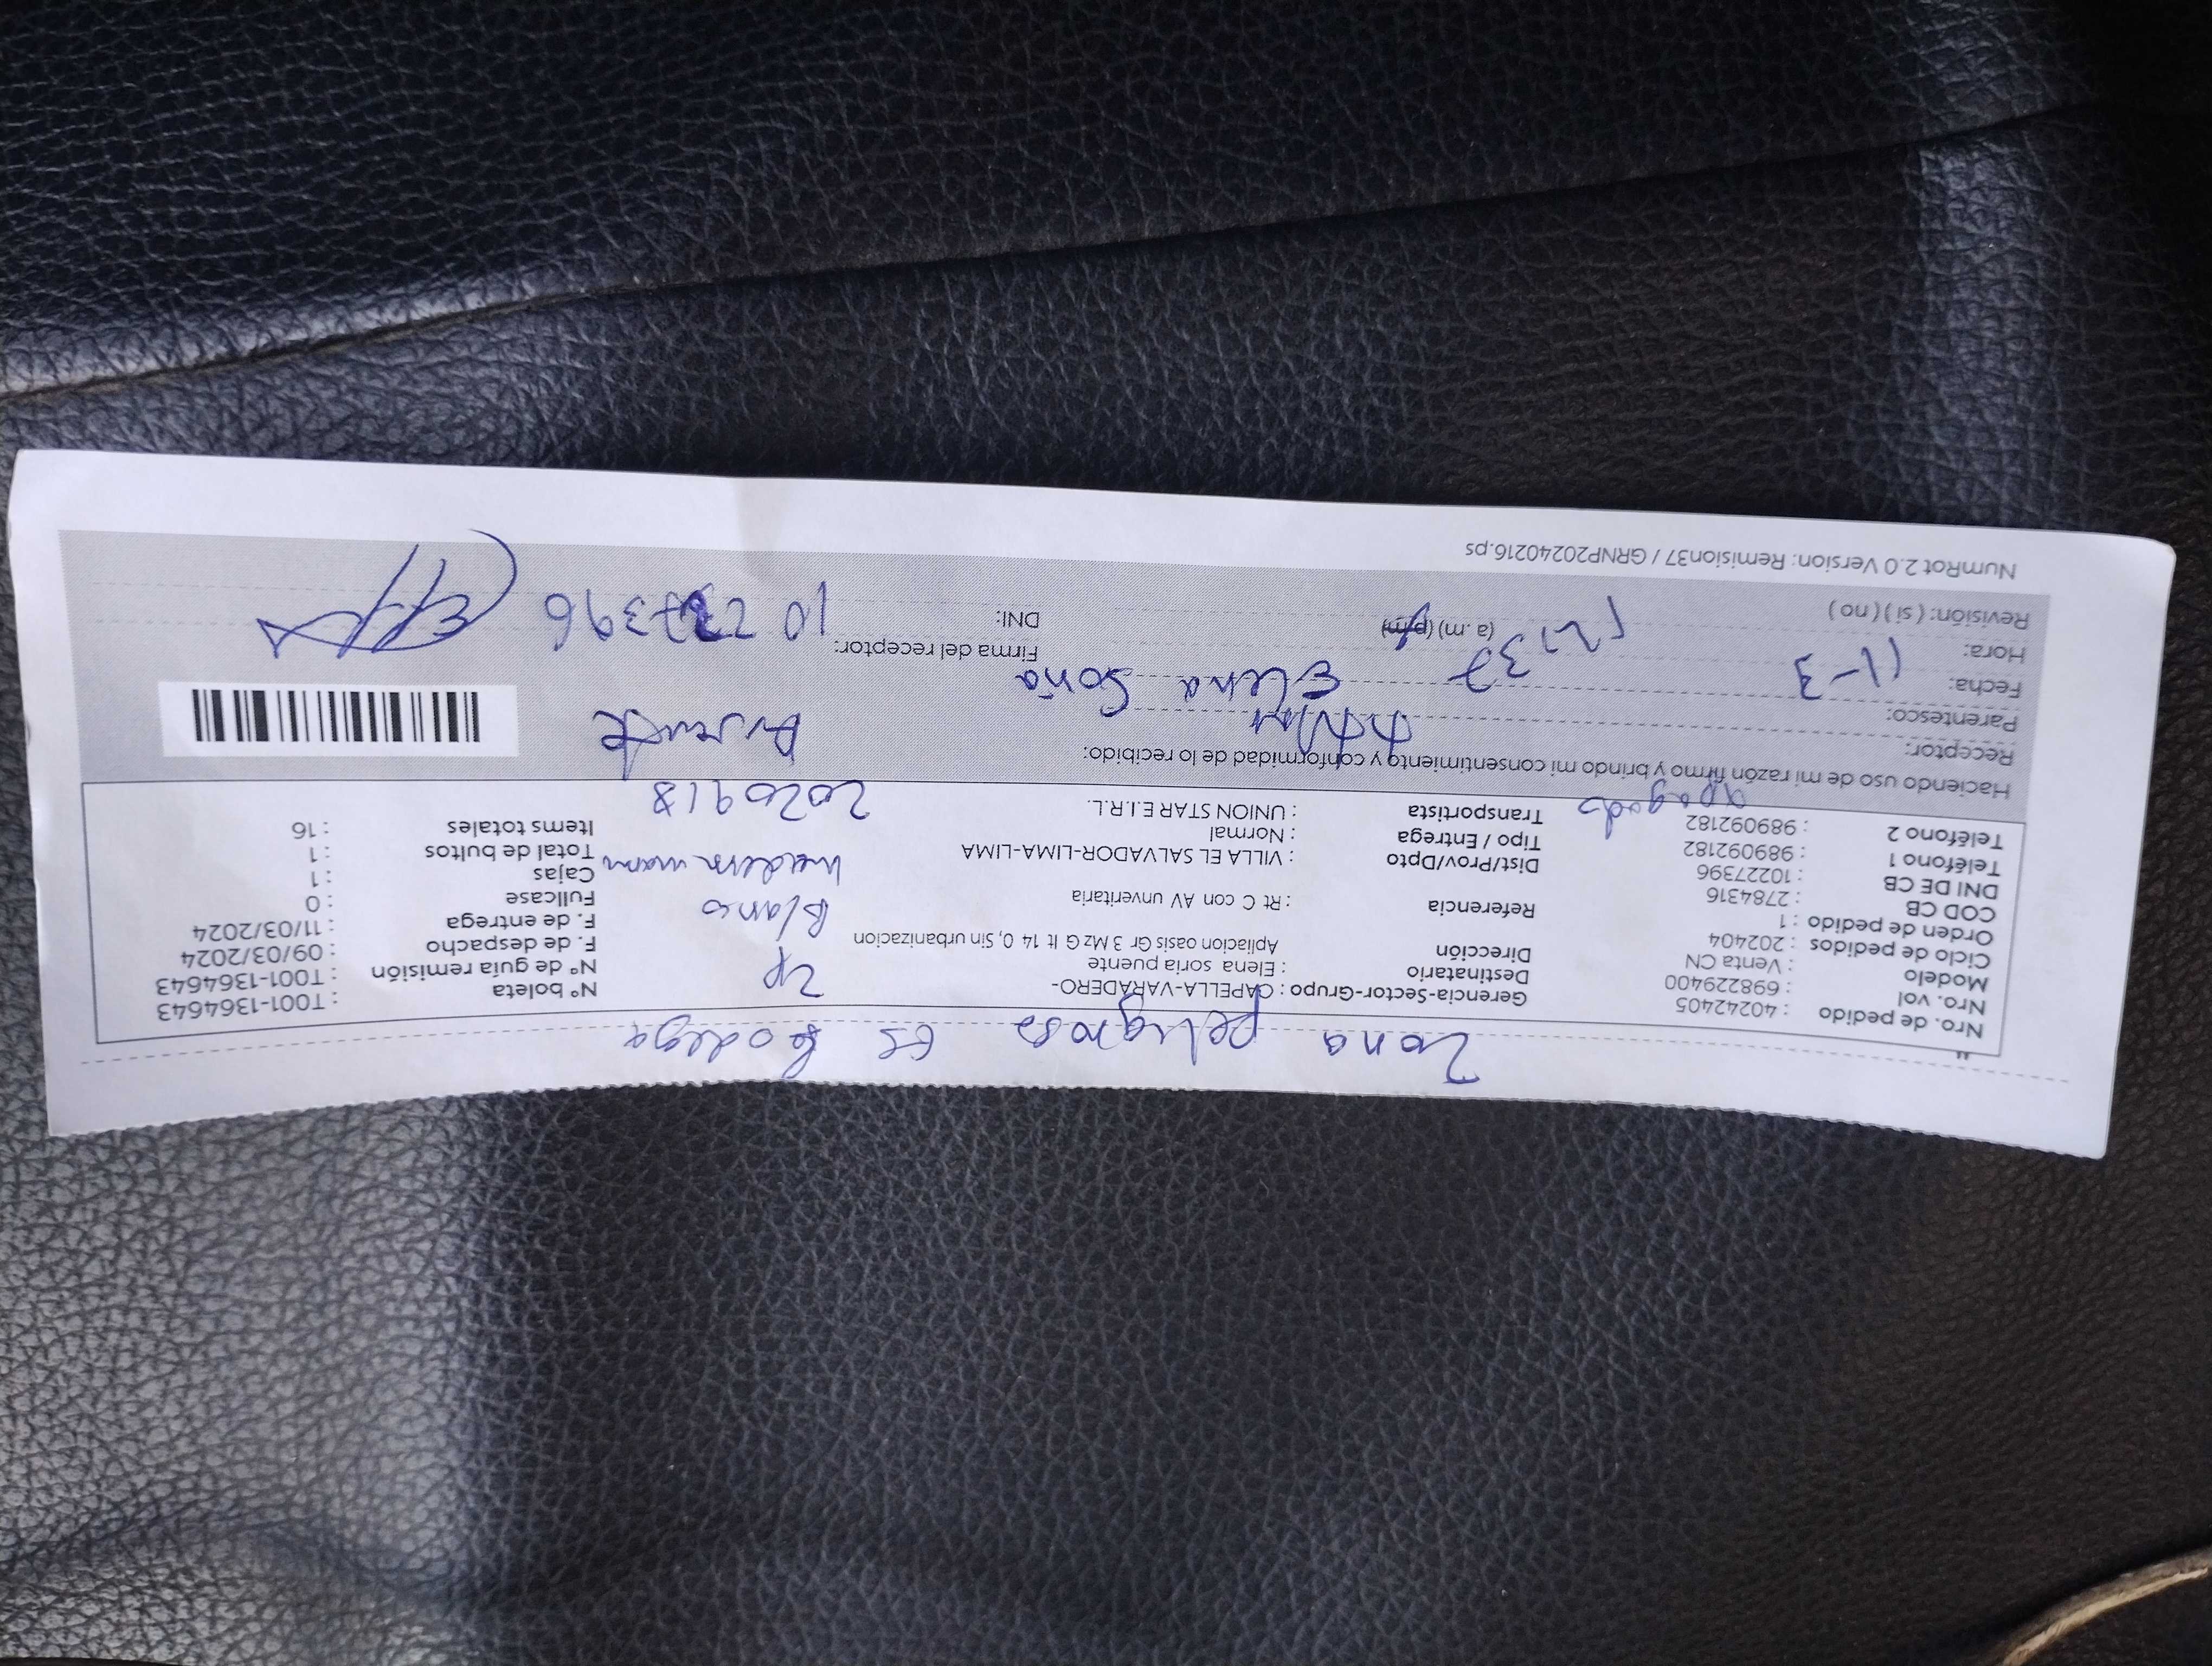 Zona peligrosa es bodega
Nro. de pedido : 40242405
Nro. vol : 698229400
Modelo : Venta CN
Ciclo de pedidos : 202404
Orden de pedido : 1
COD CB : 2784316
DNI DE CB : 10227396
Teléfono 1 : 989092182
Teléfono 2 : 989092182
apagado
Gerencia-Sector-Grupo : CAPELLA-VARADERO-
Destinatario : Elena soria puente
Dirección Apliacion oasis Gr 3 Mz G lt 14 0, Sin urbanizacion
Referencia : Rt C con AV unveritaria
Dist/Prov/Dpto : VILLA EL SALVADOR-LIMA-LIMA
Tipo / Entrega : Normal
Transportista : UNION STAR E.I.R.L.
2p
Blanco
2020918
N° boleta : T001-1364643
N° de guía remisión : T001-1364643
F. de despacho : 09/03/2024
F. de entrega : 11/03/2024
Fullcase : 0
Cajas : 1
Total de bultos : 1
Items totales : 16
Haciendo uso de mi razón firmo y brindo mi consentimiento y conformidad de lo recibido:
Receptor:
Parentesco: Elena Soria
Fecha: 11-3
Hora: (a.m) (p.m)
Revisión: ( si ) ( no )
Firma del receptor:
DNI:
NumRot 2.0 Version: Remision37 / GRNP20240216.ps